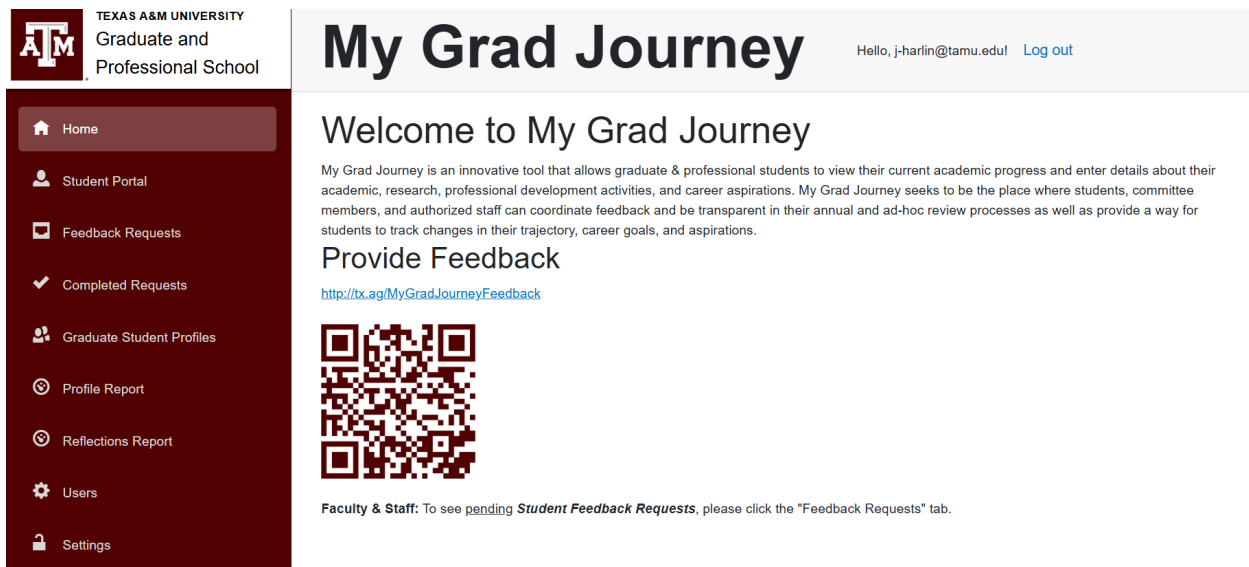 TEXAS A&M UNIVERSITY
Graduate and
Professional School
My Grad Journey
Hello, j-harlin@tamu.edu! Log out
Home
Student Portal
Feedback Requests
Completed Requests
Graduate Student Profiles
Profile Report
Reflections Report
Users
Settings
Welcome to My Grad Journey
My Grad Journey is an innovative tool that allows graduate & professional students to view their current academic progress and enter details about their
academic, research, professional development activities, and career aspirations. My Grad Journey seeks to be the place where students, committee
members, and authorized staff can coordinate feedback and be transparent in their annual and ad-hoc review processes as well as provide a way for
students to track changes in their trajectory, career goals, and aspirations.
Provide Feedback
http://tx.ag/MyGradJourneyFeedback
Faculty & Staff: To see pending Student Feedback Requests, please click the "Feedback Requests" tab.